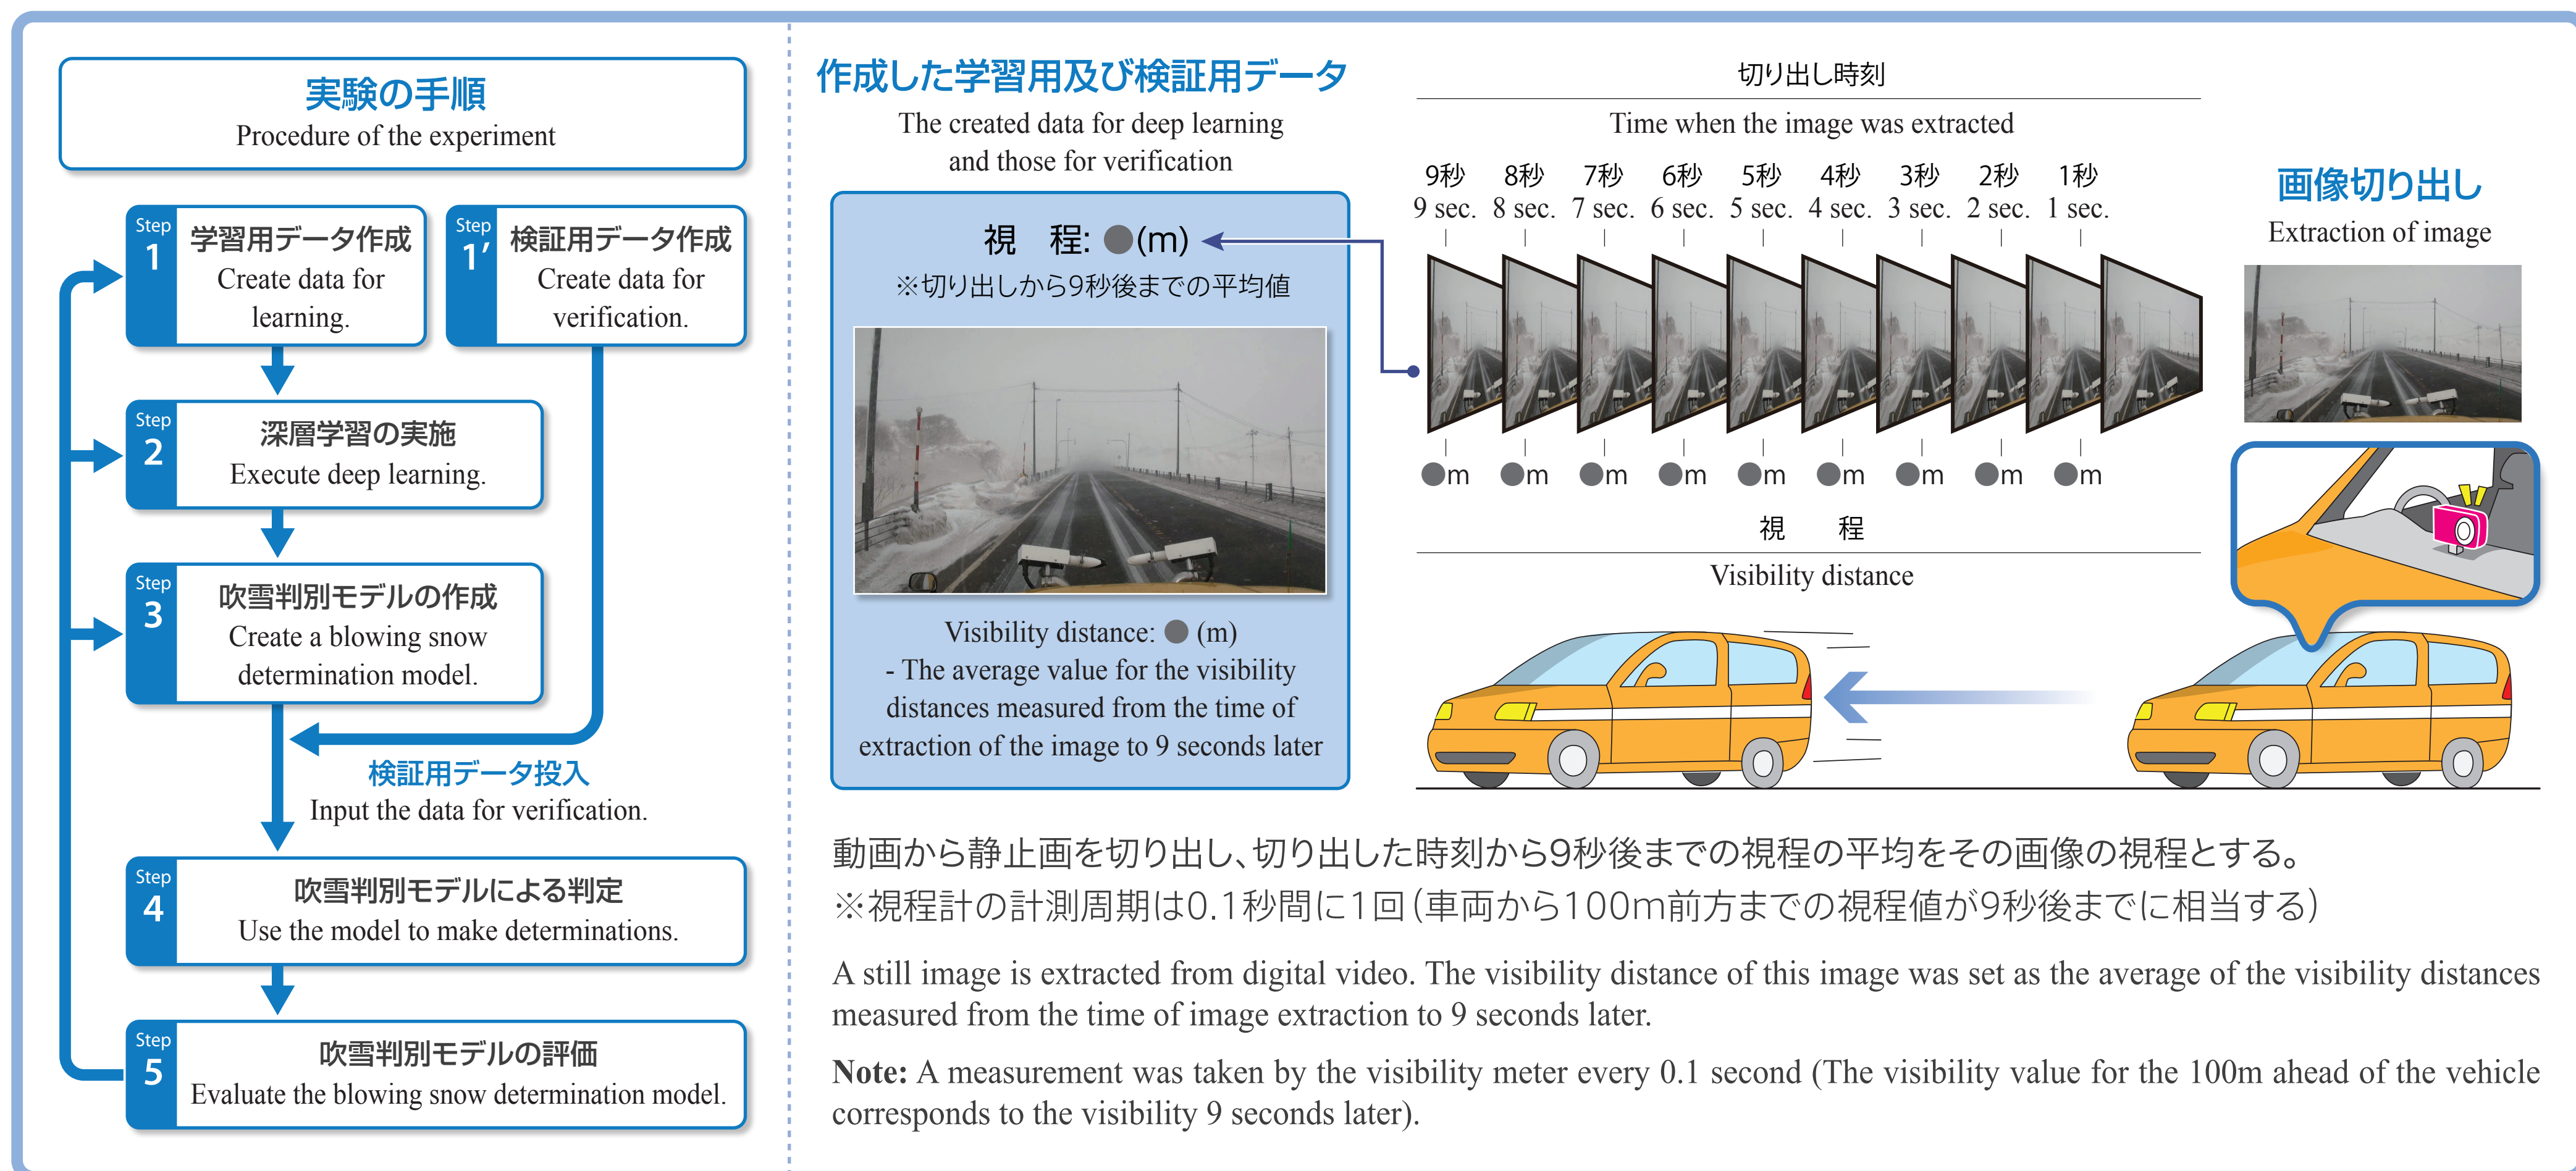 実験の手順
Procedure of the experiment
Step
1
学習用データ作成
Create data for
learning.
Step
1′
検証用データ作成
Create data for
verification.
Step
2
深層学習の実施
Execute deep learning.
Step
3
吹雪判別モデルの作成
Create a blowing snow
determination model.
検証用データ投入
Input the data for verification.
Step
4
吹雪判別モデルによる判定
Use the model to make determinations.
Step
5
吹雪判別モデルの評価
Evaluate the blowing snow determination model.
作成した学習用及び検証用データ
The created data for deep learning
and those for verification
視　程: ●(m)
※切り出しから9秒後までの平均値
Visibility distance: ● (m)
- The average value for the visibility
distances measured from the time of
extraction of the image to 9 seconds later
切り出し時刻
Time when the image was extracted
9秒 8秒 7秒 6秒 5秒 4秒 3秒 2秒 1秒
9 sec. 8 sec. 7 sec. 6 sec. 5 sec. 4 sec. 3 sec. 2 sec. 1 sec.
●m ●m ●m ●m ●m ●m ●m ●m ●m
視　程
Visibility distance
画像切り出し
Extraction of image
動画から静止画を切り出し、切り出した時刻から9秒後までの視程の平均をその画像の視程とする。
※視程計の計測周期は0.1秒間に1回（車両から100m前方までの視程値が9秒後までに相当する）
A still image is extracted from digital video. The visibility distance of this image was set as the average of the visibility distances
measured from the time of image extraction to 9 seconds later.
Note: A measurement was taken by the visibility meter every 0.1 second (The visibility value for the 100m ahead of the vehicle
corresponds to the visibility 9 seconds later).